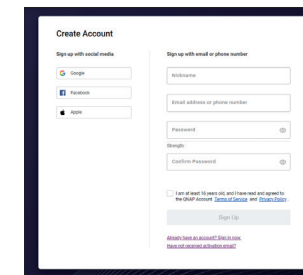 Create Account
Sign up with social media
Google
Facebook
Apple
Sign up with email or phone number
Nickname
Email address or phone number
Password
Strength:
Confirm Password
I am at least 16 years old, and I have read and agreed to
the QNAP Account Terms of Service and Privacy Policy.
Sign Up
Already have an account? Sign in now.
Have not received activation email?